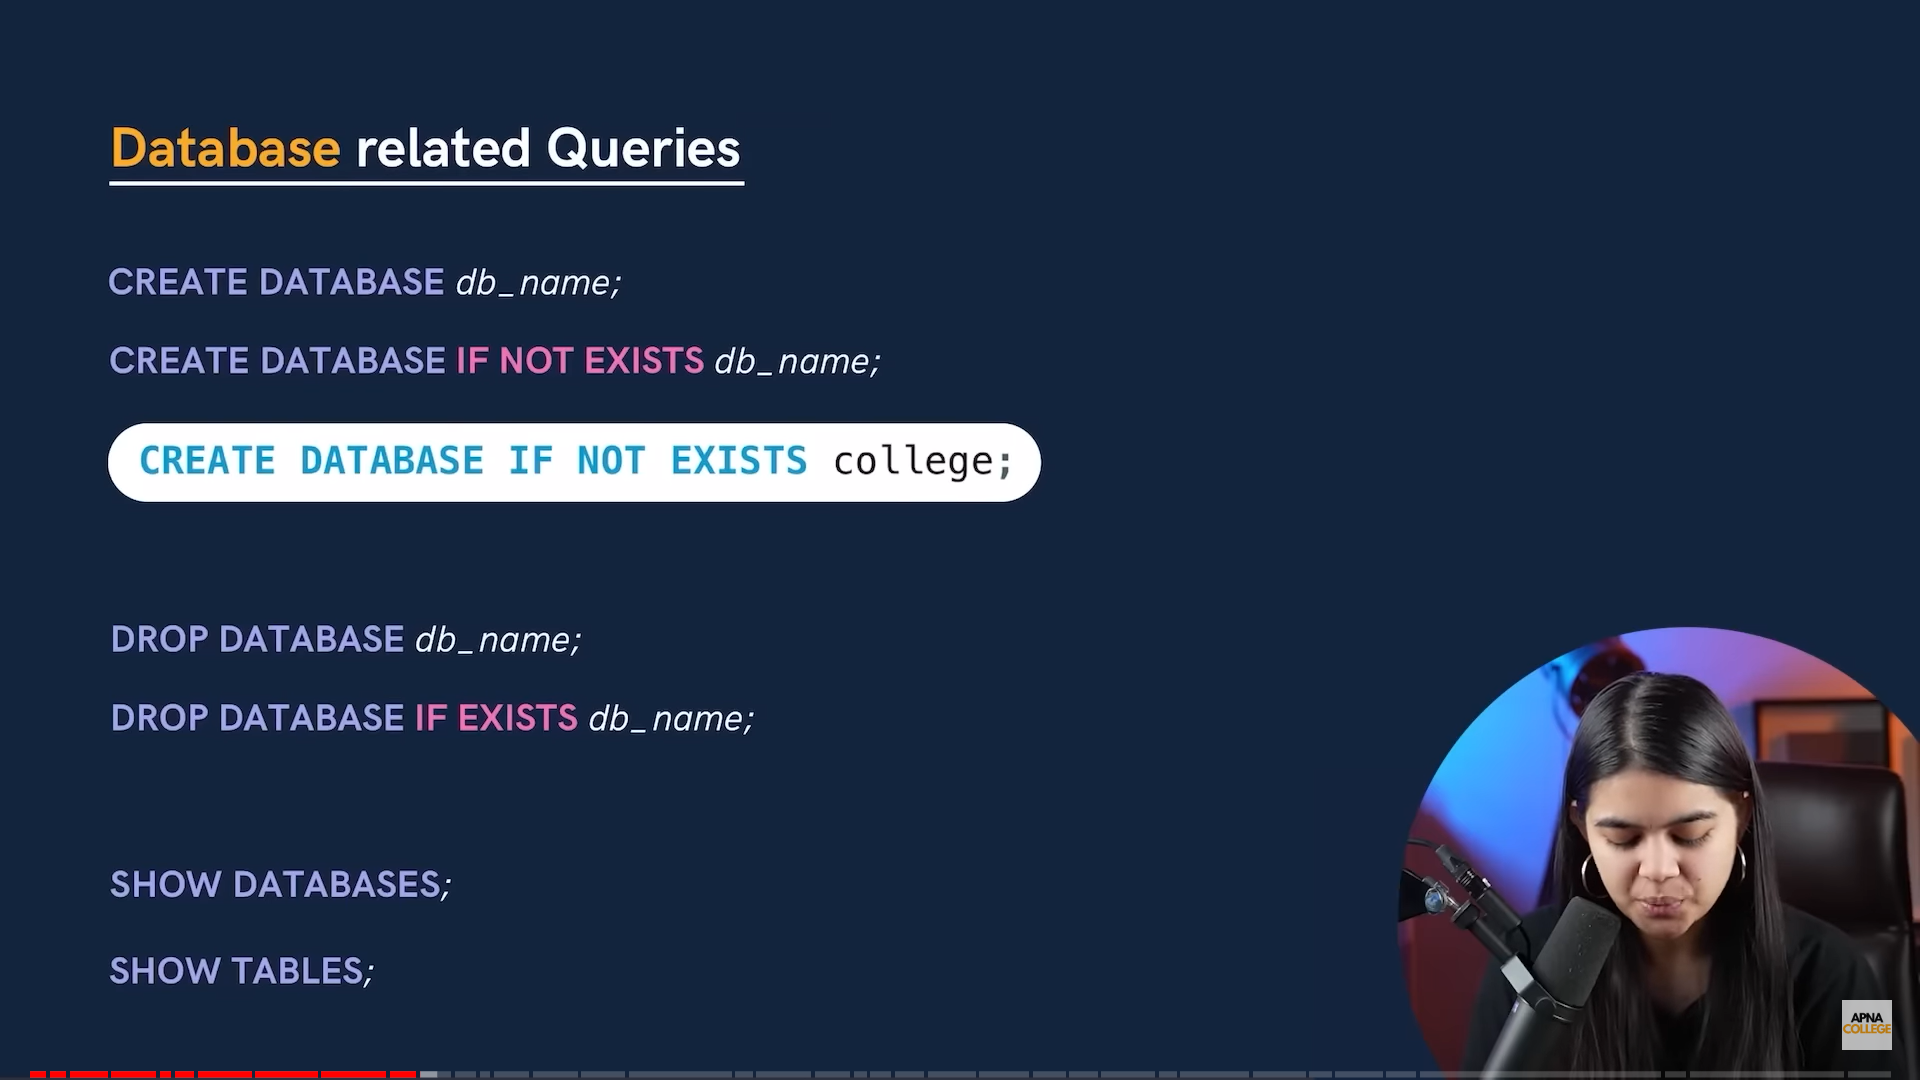 Database related Queries
CREATE DATABASE db_name;
CREATE DATABASE IF NOT EXISTS db_name;
CREATE DATABASE IF NOT EXISTS college;
DROP DATABASE db_name;
DROP DATABASE IF EXISTS db_name;
SHOW DATABASES;
SHOW TABLES;
APNA
COLLEGE